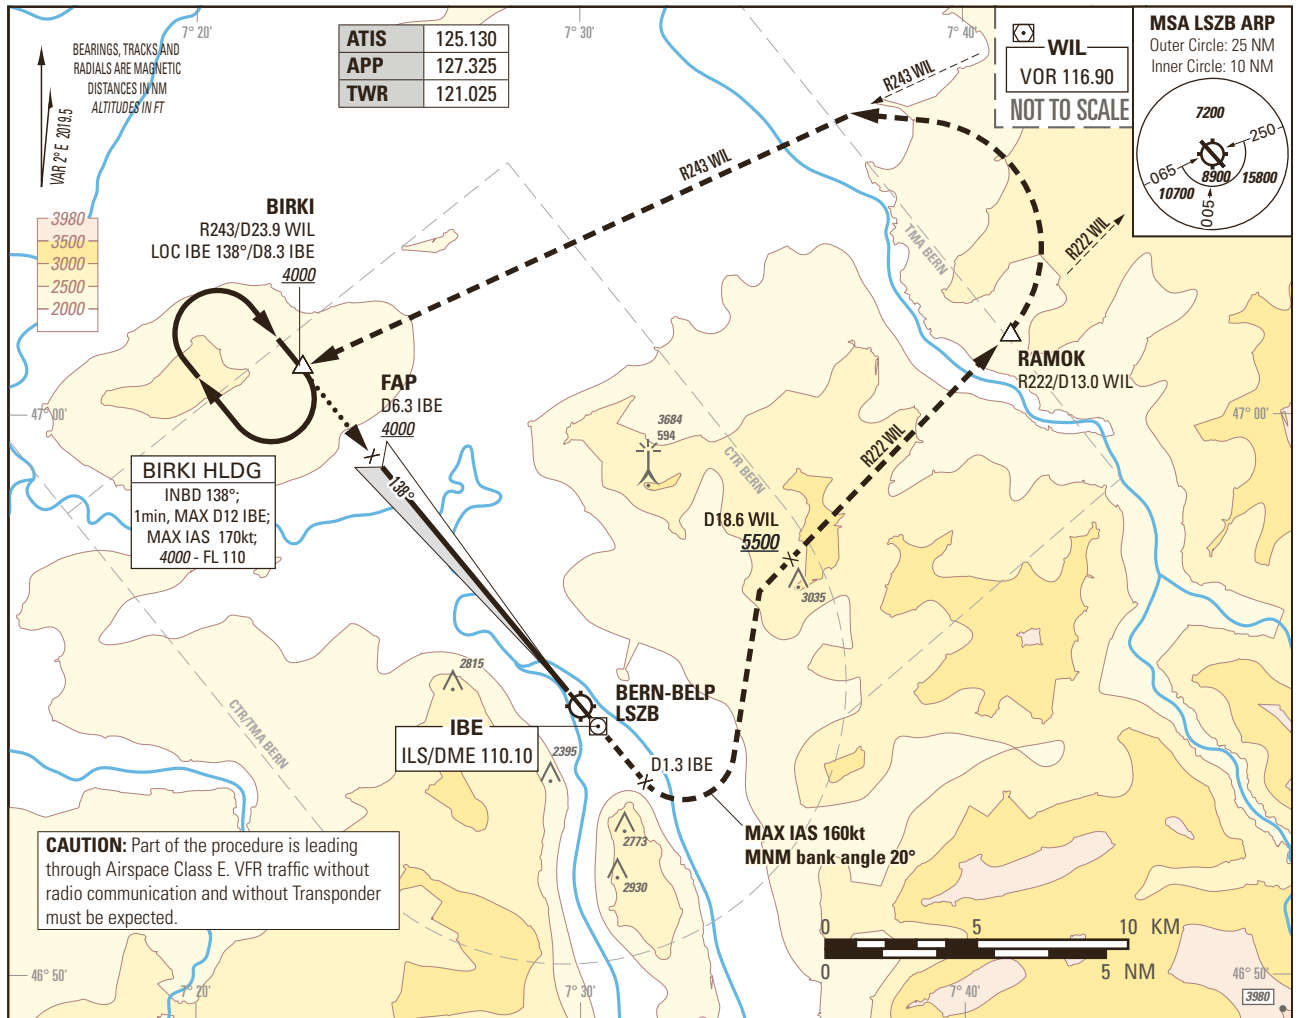 7° 20'
7° 30'
7° 40'
BEARINGS, TRACKS AND
RADIALS ARE MAGNETIC
DISTANCES IN NM
ALTITUDES IN FT
VAR 2° E 2019.5
ATIS 125.130
APP 127.325
TWR 121.025
WIL
VOR 116.90
NOT TO SCALE
MSA LSZB ARP
Outer Circle: 25 NM
Inner Circle: 10 NM
7200
250
065
8900
15800
10700
005
R243 WIL
R243 WIL
TMA BERN
R222 WIL
3980
3500
3000
2500
2000
BIRKI
R243/D23.9 WIL
LOC IBE 138°/D8.3 IBE
4000
RAMOK
R222/D13.0 WIL
FAP
D6.3 IBE
4000
47° 00'
47° 00'
3684
594
CTR BERN
R222 WIL
BIRKI HLDG
INBD 138°;
1min, MAX D12 IBE;
MAX IAS 170kt;
4000 - FL 110
138°
D18.6 WIL
5500
3035
2815
CTR/TMA BERN
BERN-BELP
LSZB
IBE
ILS/DME 110.10
2395
D1.3 IBE
MAX IAS 160kt
MNM bank angle 20°
2773
2930
CAUTION: Part of the procedure is leading
through Airspace Class E. VFR traffic without
radio communication and without Transponder
must be expected.
0 5 10 KM
0 5 NM
46° 50'
46° 50'
7° 20'
7° 30'
7° 40'
3980